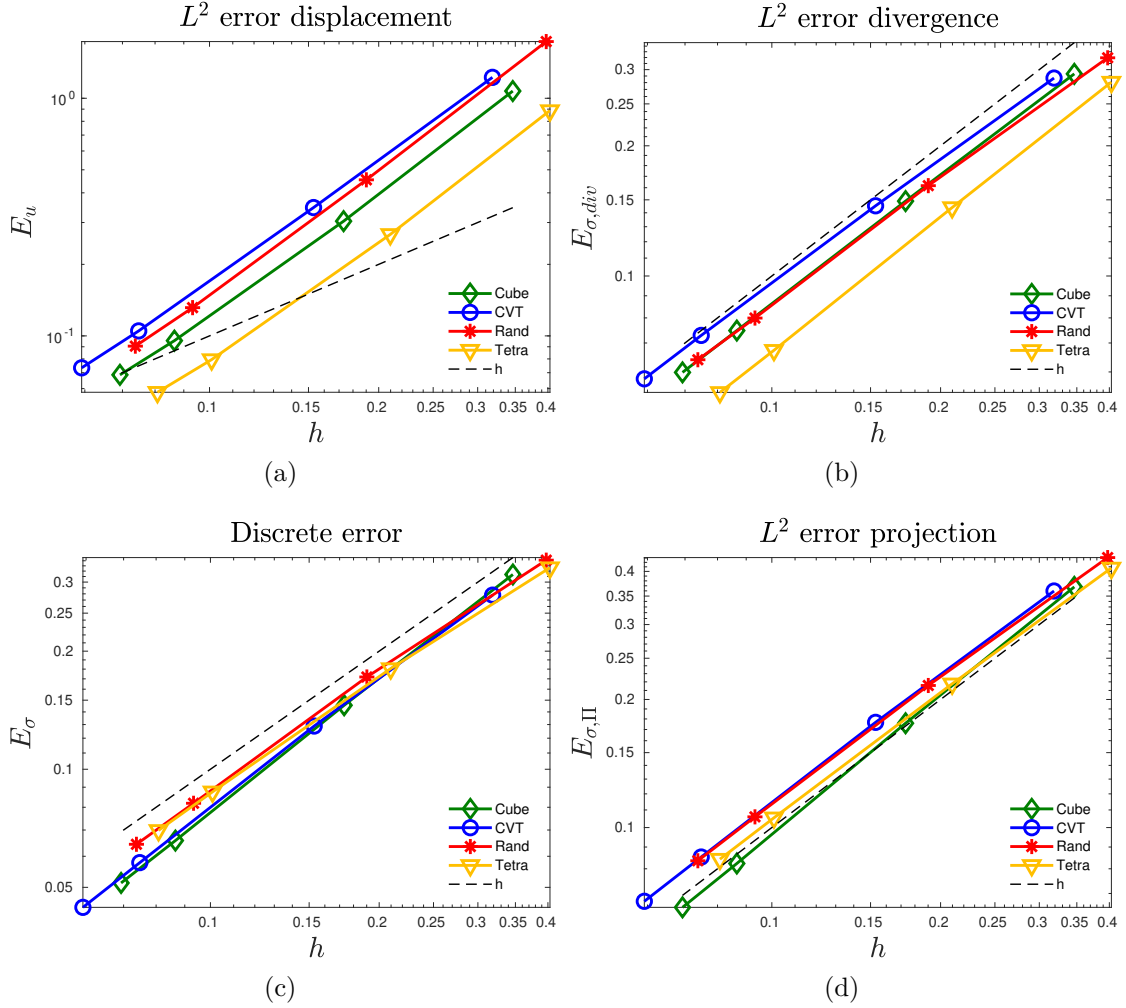 L² error displacement
10⁰
10⁻¹
E_u
0.1 0.15 0.2 0.25 0.3 0.35 0.4
h
Cube
CVT
Rand
Tetra
h
(a)
L² error divergence
0.3
0.25
0.2
0.15
0.1
E_σ,div
0.1 0.15 0.2 0.25 0.3 0.35 0.4
h
Cube
CVT
Rand
Tetra
h
(b)
Discrete error
0.3
0.25
0.2
0.15
0.1
0.05
E_σ
0.1 0.15 0.2 0.25 0.3 0.35 0.4
h
Cube
CVT
Rand
Tetra
h
(c)
L² error projection
0.4
0.35
0.3
0.25
0.2
0.15
0.1
E_σ,Π
0.1 0.15 0.2 0.25 0.3 0.35 0.4
h
Cube
CVT
Rand
Tetra
h
(d)